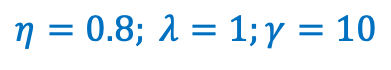 η = 0.8; λ = 1; γ = 10